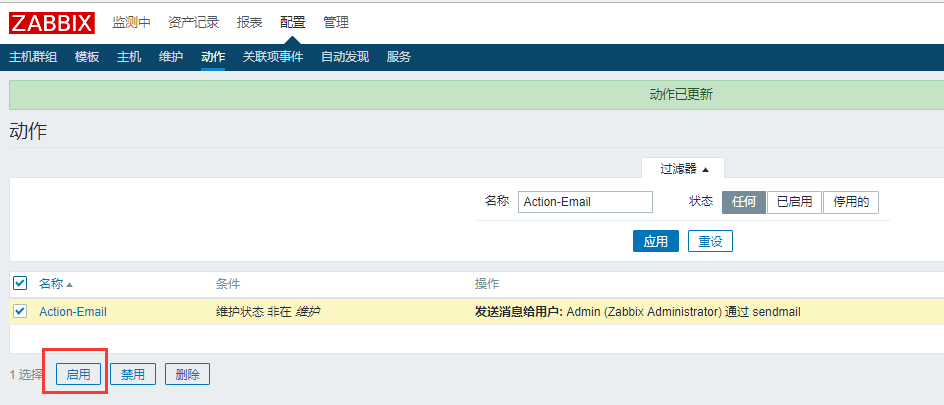 ZABBIX 监测中 资产记录 报表 配置 管理
主机群组 模板 主机 维护 动作 关联项事件 自动发现 服务
动作已更新
动作
过滤器
名称 Action-Email 状态 任何 已启用 停用的
应用 重设
名称 条件 操作
Action-Email 维护状态 非在 维护 发送消息给用户: Admin (Zabbix Administrator) 通过 sendmail
1 选择 启用 禁用 删除